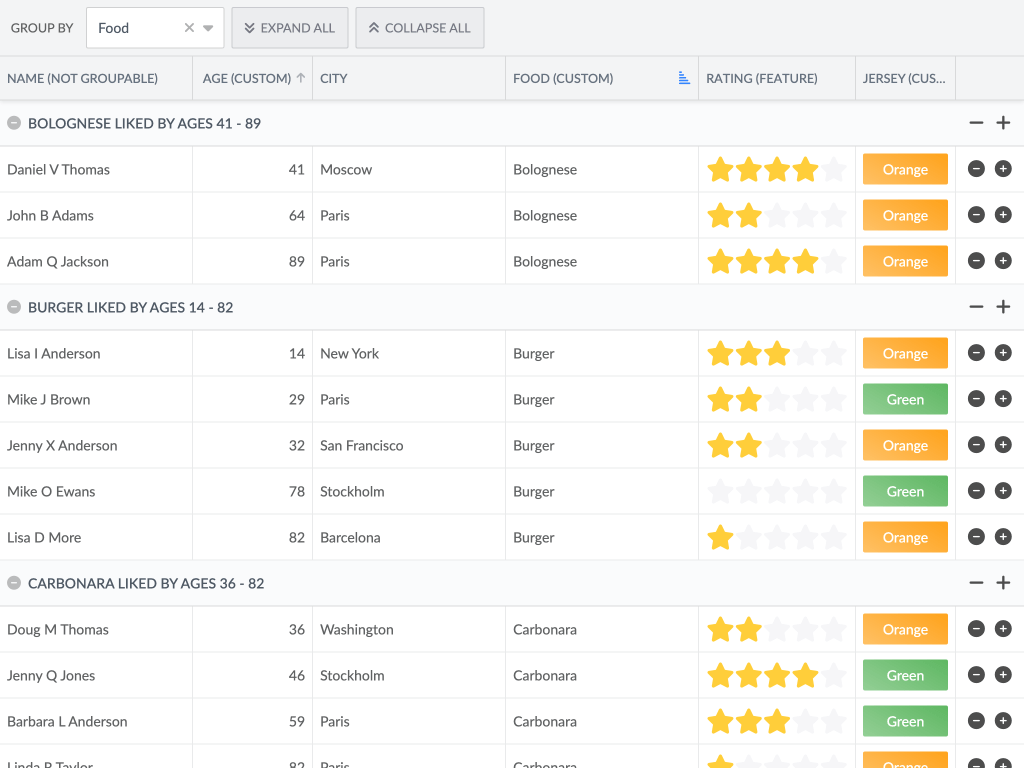 GROUP BY Food EXPAND ALL COLLAPSE ALL
NAME (NOT GROUPABLE) AGE (CUSTOM) CITY FOOD (CUSTOM) RATING (FEATURE) JERSEY (CUS...
BOLOGNESE LIKED BY AGES 41 - 89
Daniel V Thomas 41 Moscow Bolognese Orange
John B Adams 64 Paris Bolognese Orange
Adam Q Jackson 89 Paris Bolognese Orange
BURGER LIKED BY AGES 14 - 82
Lisa I Anderson 14 New York Burger Orange
Mike J Brown 29 Paris Burger Green
Jenny X Anderson 32 San Francisco Burger Orange
Mike O Ewans 78 Stockholm Burger Green
Lisa D More 82 Barcelona Burger Orange
CARBONARA LIKED BY AGES 36 - 82
Doug M Thomas 36 Washington Carbonara Orange
Jenny Q Jones 46 Stockholm Carbonara Green
Barbara L Anderson 59 Paris Carbonara Green
Linda B Taylor 82 Paris Carbonara Orange